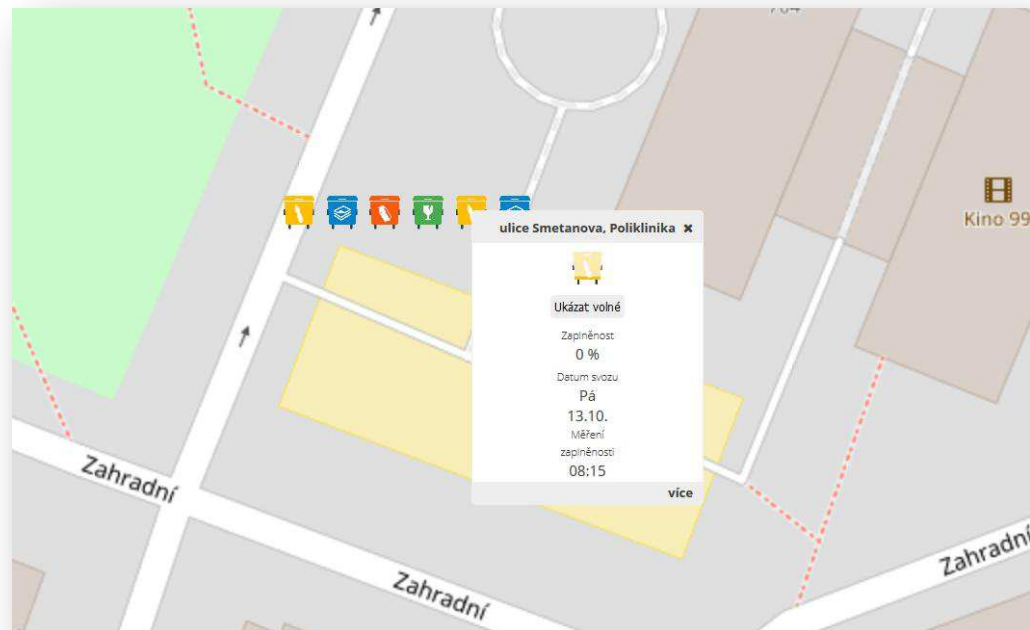 ulice Smetanova, Poliklinika ✖
Ukázat volné
Zaplněnost
0 %
Datum svozu
Pá
13.10.
Měření
zaplněnosti
08:15
více
Kino 99
Zahradní
Zahradní
Zahradní